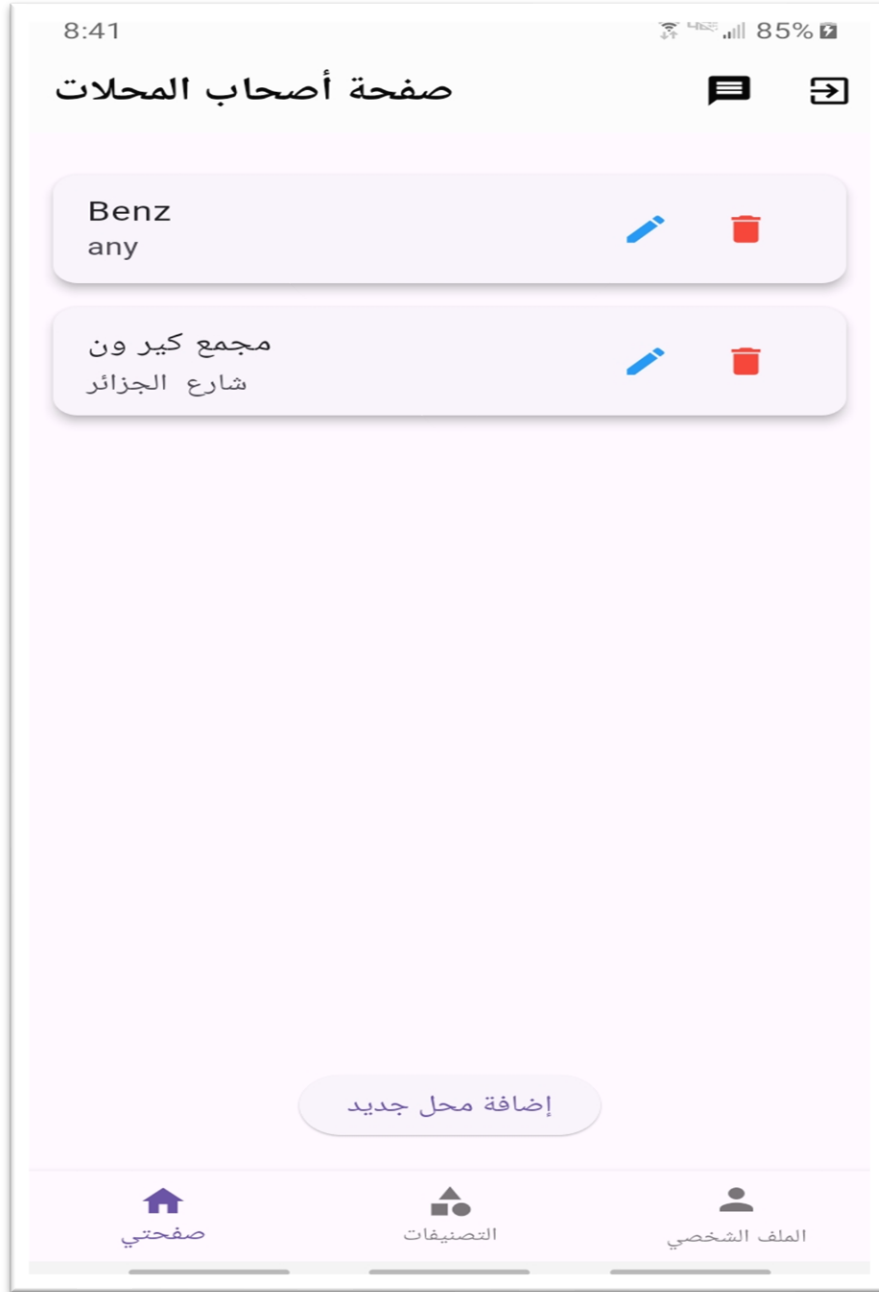 8:41 85%
صفحة أصحاب المحلات
Benz
any
مجمع كير ون
شارع الجزائر
إضافة محل جديد
صفحتي التصنيفات الملف الشخصي